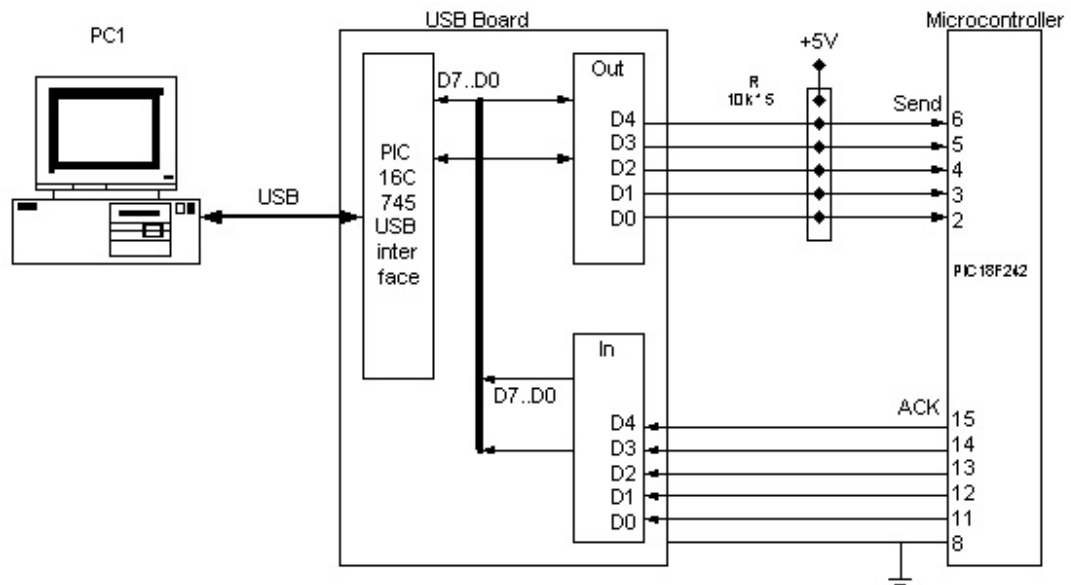 USB Board
Microcontroller
PC1
+5V
Out
D7..D0
R
10k*5
Send
D4
6
D3
5
PIC
16C
745
USB
inter
face
D2
4
D1
3
USB
D0
2
PIC18F242
In
D7..D0
ACK
D4
15
D3
14
D2
13
D1
12
D0
11
8